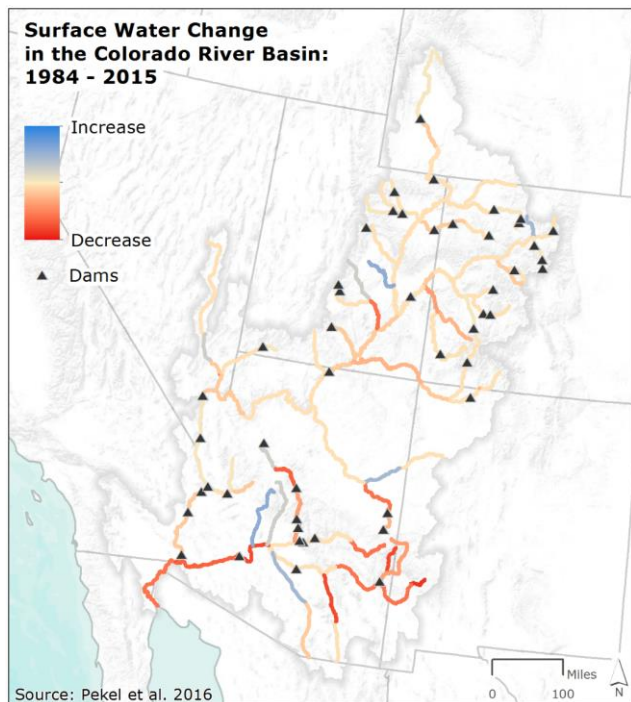 Surface Water Change
in the Colorado River Basin:
1984 - 2015
Increase
Decrease
Dams
Miles
0 100
N
Source: Pekel et al. 2016